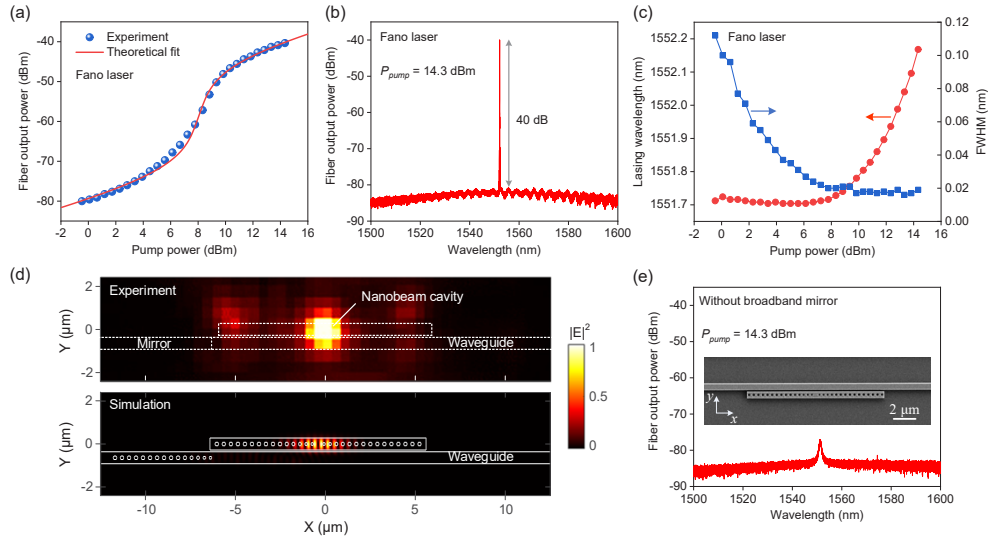 (a)
Experiment
Theoretical fit
Fano laser
-40
-50
-60
-70
-80
-2 0 2 4 6 8 10 12 14 16
Pump power (dBm)
Fiber output power (dBm)
(b)
P_pump = 14.3 dBm
40 dB
Fano laser
-40
-50
-60
-70
-80
-90
1500 1520 1540 1560 1580 1600
Wavelength (nm)
Fiber output power (dBm)
(c)
Fano laser
1552.2
1552.1
1552.0
1551.9
1551.8
1551.7
0.12
0.10
0.08
0.06
0.04
0.02
0.00
-2 0 2 4 6 8 10 12 14 16
Pump power (dBm)
Lasing wavelength (nm)
FWHM (nm)
(d)
Experiment
Nanobeam cavity
Mirror
Waveguide
2
0
-2
Y (μm)
Simulation
Waveguide
2
0
-2
Y (μm)
-10 -5 0 5 10
X (μm)
|E|²
1
0.5
0
(e)
Without broadband mirror
P_pump = 14.3 dBm
y
x
2 μm
-40
-50
-60
-70
-80
-90
1500 1520 1540 1560 1580 1600
Wavelength (nm)
Fiber output power (dBm)